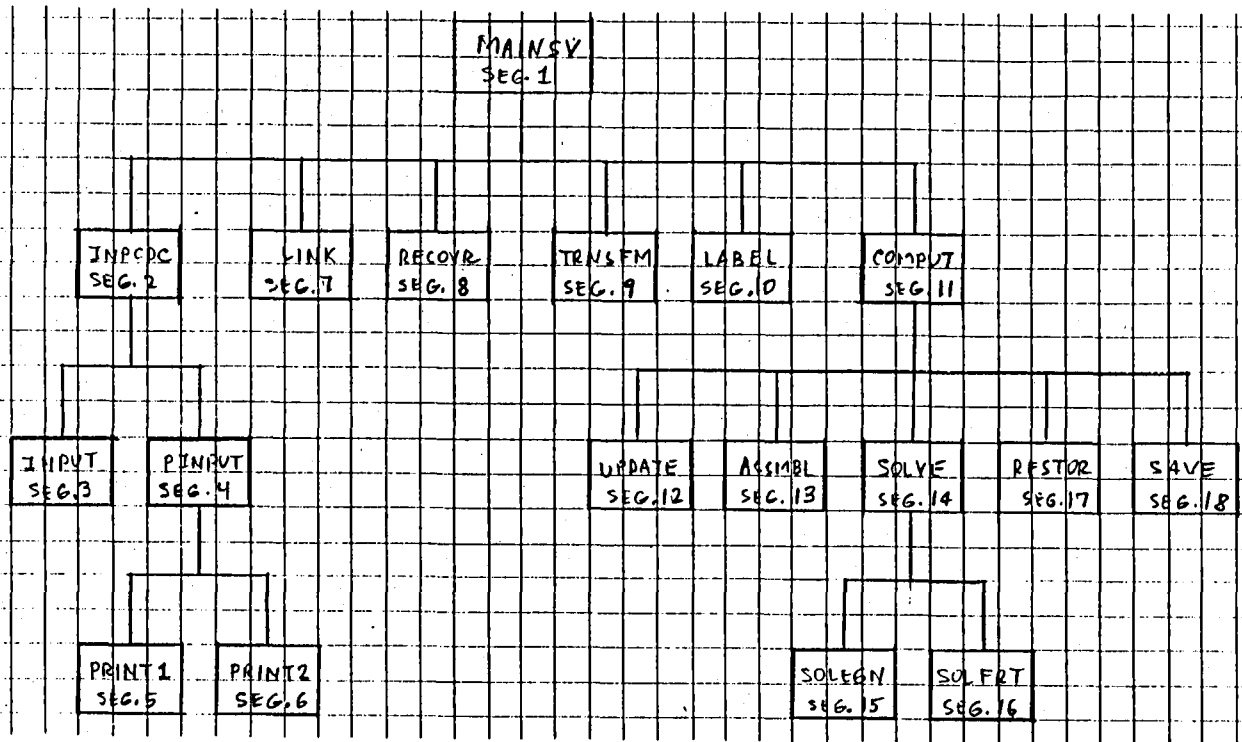 MAINSV
SEG. 1
INPCDC
SEG. 2
LINK
SEG. 7
RECOVR
SEG. 8
TRNSFM
SEG. 9
LABEL
SEG. 10
COMPUT
SEG. 11
INPUT
SEG. 3
PINPUT
SEG. 4
UPDATE
SEG. 12
ASSMBL
SEG. 13
SOLVE
SEG. 14
RESTOR
SEG. 17
SAVE
SEG. 18
PRINT1
SEG. 5
PRINT2
SEG. 6
SOLEGN
SEG. 15
SOLFRT
SEG. 16